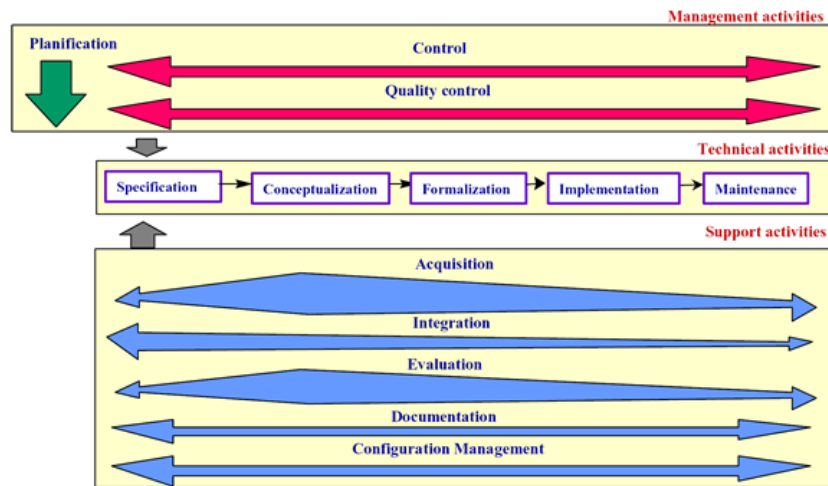 Management activities
Planification
Control
Quality control
Technical activities
Specification
Conceptualization
Formalization
Implementation
Maintenance
Support activities
Acquisition
Integration
Evaluation
Documentation
Configuration Management